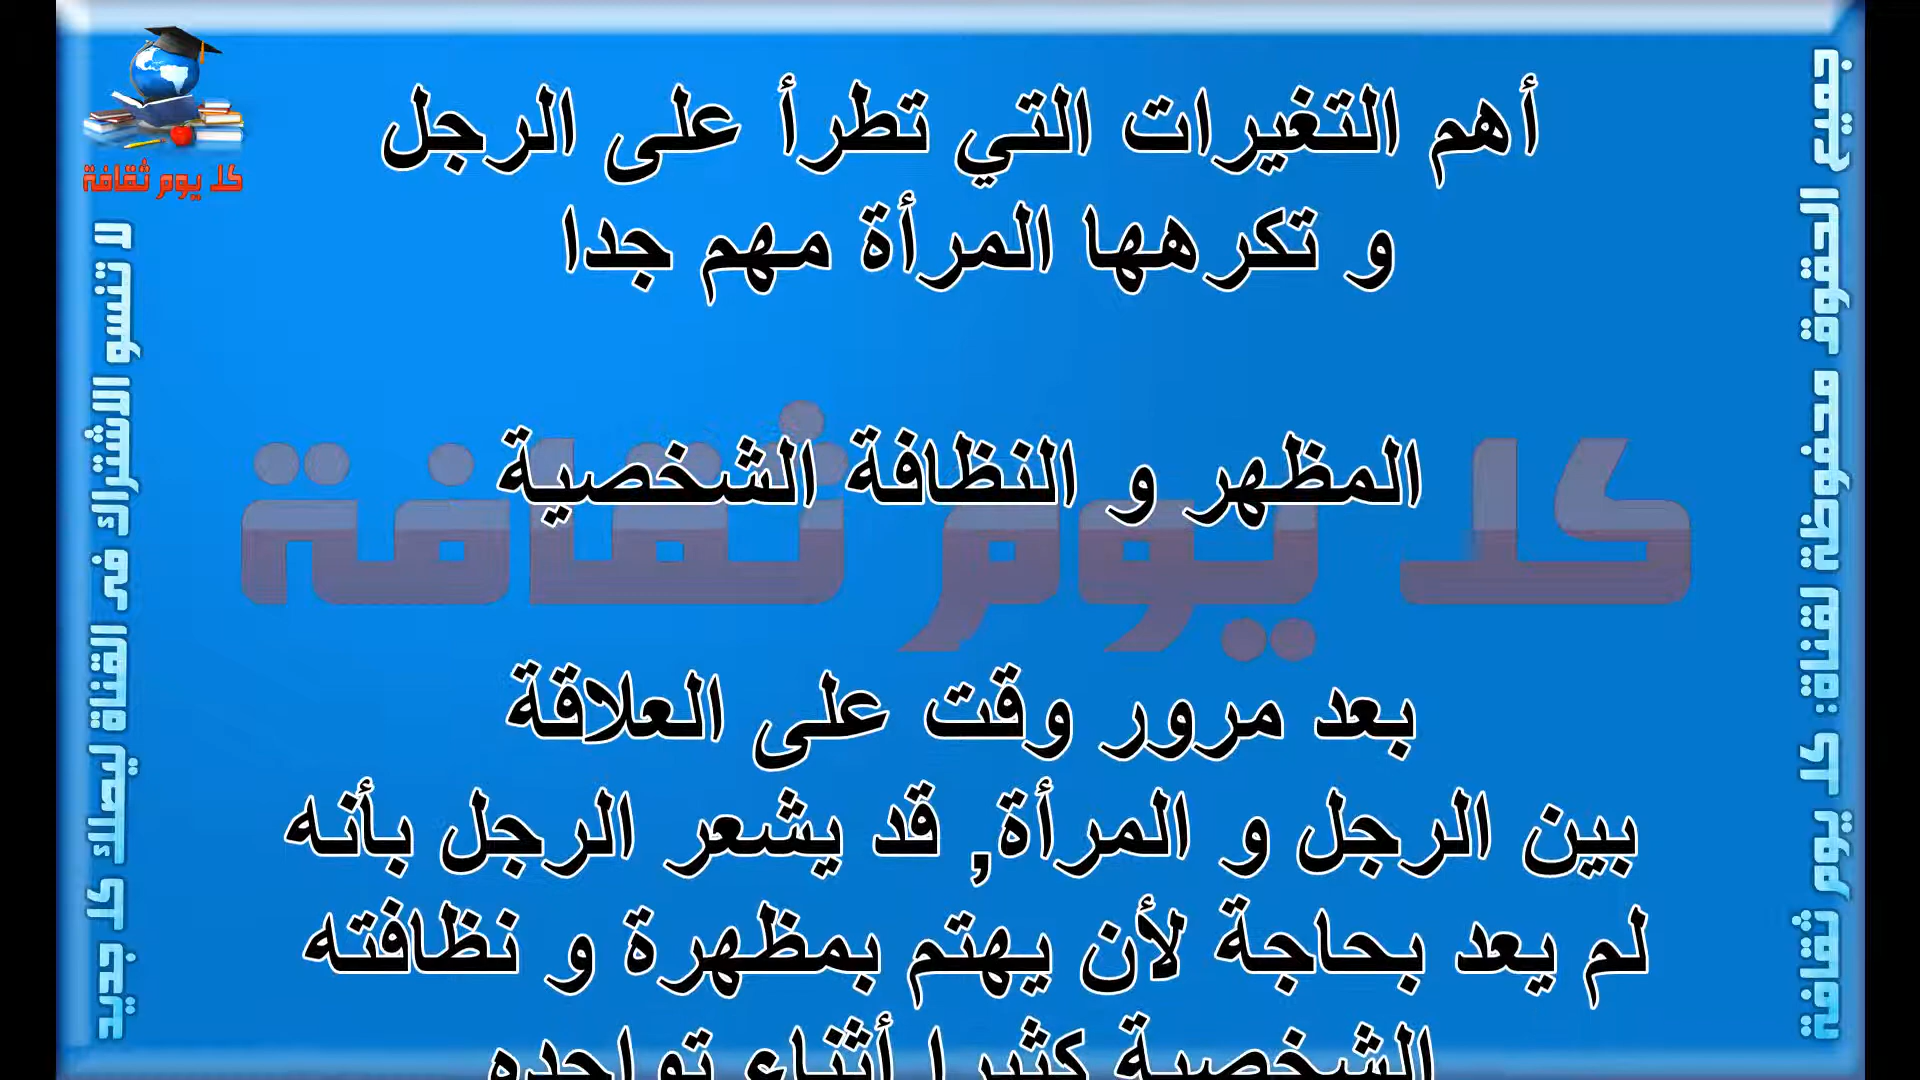 أهم التغيرات التي تطرأ على الرجل
و تكرهها المرأة مهم جدا
المظهر و النظافة الشخصية
بعد مرور وقت على العلاقة
بين الرجل و المرأة, قد يشعر الرجل بأنه
لم يعد بحاجة لأن يهتم بمظهرة و نظافته
الشخصية كثيرا أثناء تواجده
كل يوم ثقافة
كل يوم ثقافة
جميع الحقوق محفوظة لقناة: كل يوم ثقافة
لا تنسو الاشتراك فى القناة ليصلك كل جديد